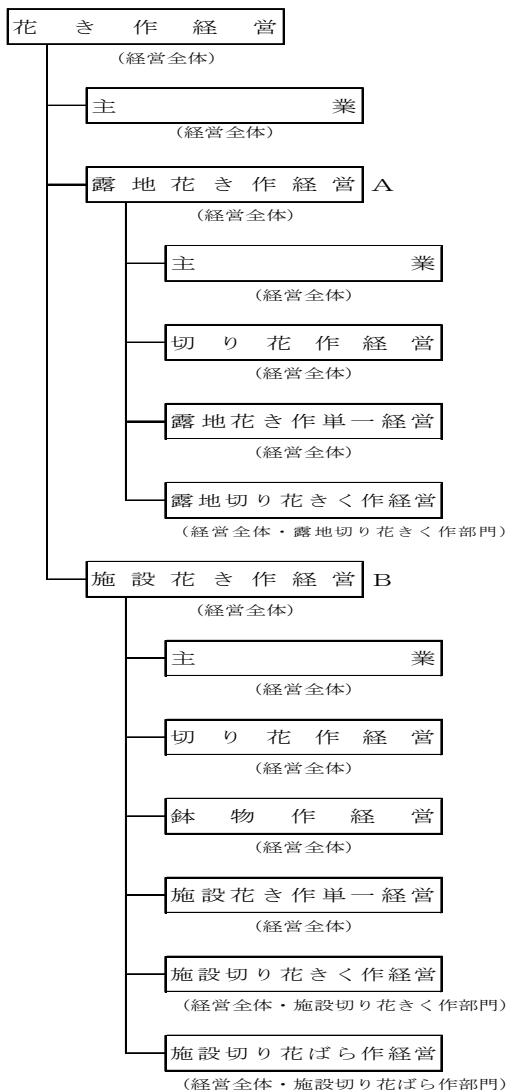 花き作経営
(経営全体)
主業
(経営全体)
露地花き作経営 A
(経営全体)
主業
(経営全体)
切り花作経営
(経営全体)
露地花き作単一経営
(経営全体)
露地切り花きく作経営
(経営全体・露地切り花きく作部門)
施設花き作経営 B
(経営全体)
主業
(経営全体)
切り花作経営
(経営全体)
鉢物作経営
(経営全体)
施設花き作単一経営
(経営全体)
施設切り花きく作経営
(経営全体・施設切り花きく作部門)
施設切り花ばら作経営
(経営全体・施設切り花ばら作部門)